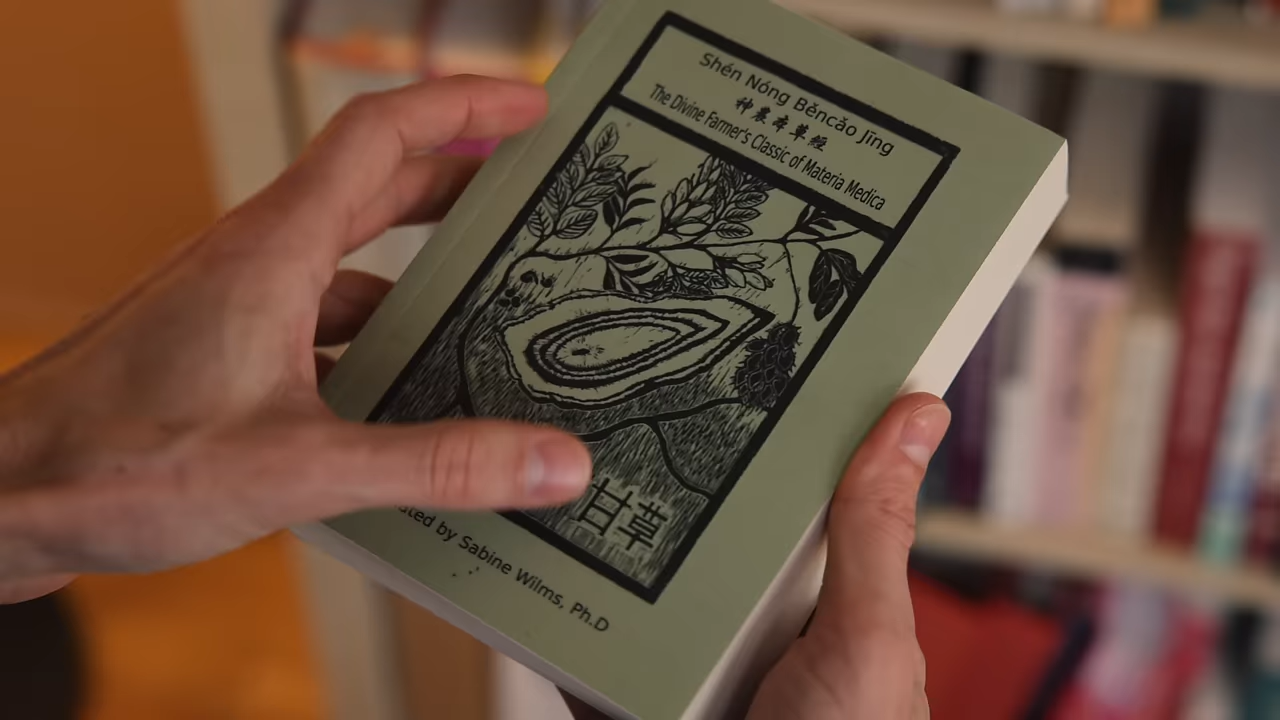 Shén Nóng Běncǎo Jīng
神農本草經
The Divine Farmer's Classic of Materia Medica
甘草
by Sabine Wilms, Ph.D